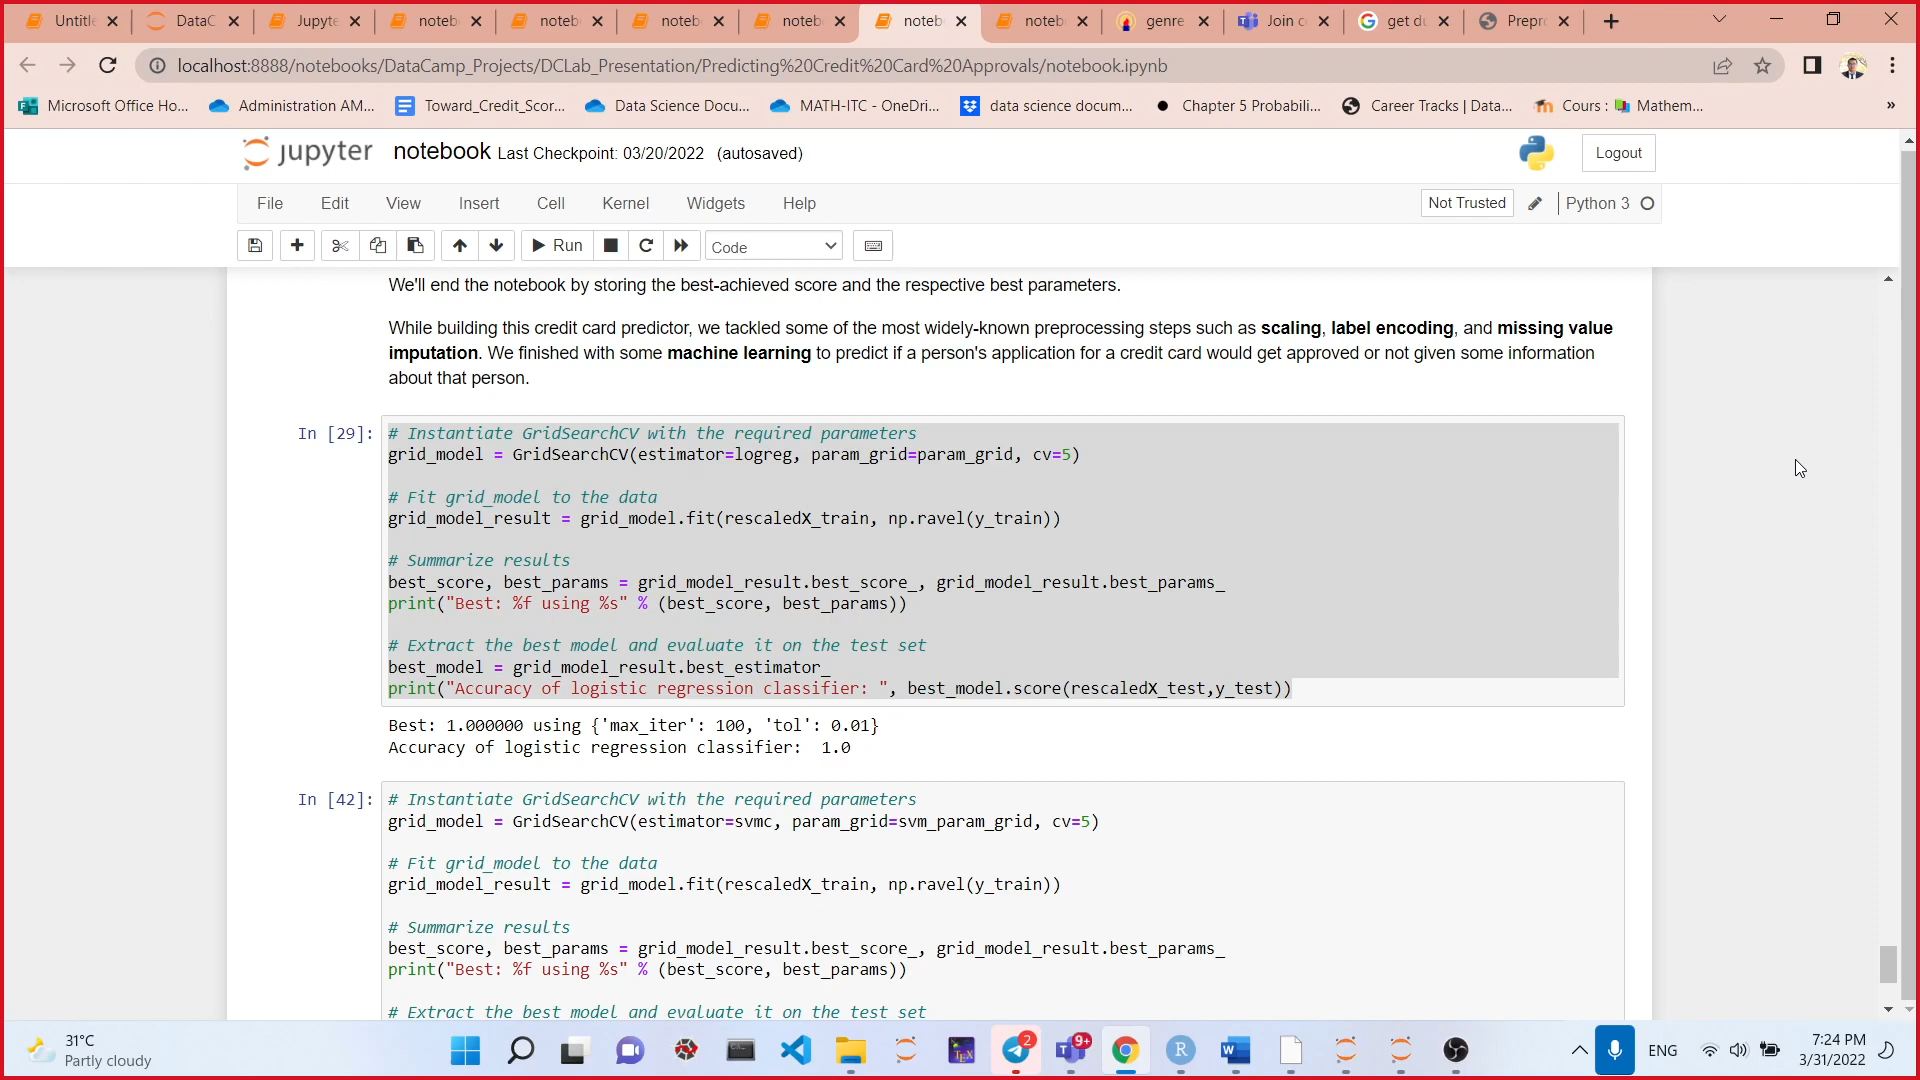 Untitle
DataC
Jupyte
noteb
noteb
noteb
noteb
noteb
noteb
genre
Join c
get du
Prepro
localhost:8888/notebooks/DataCamp_Projects/DCLab_Presentation/Predicting%20Credit%20Card%20Approvals/notebook.ipynb
Microsoft Office Ho...
Administration AM...
Toward_Credit_Scor...
Data Science Docu...
MATH-ITC - OneDri...
data science docum...
Chapter 5 Probabili...
Career Tracks | Data...
Cours : Mathem...
»
jupyter notebook Last Checkpoint: 03/20/2022 (autosaved)
Logout
File Edit View Insert Cell Kernel Widgets Help
Not Trusted
Python 3
Run
Code
We'll end the notebook by storing the best-achieved score and the respective best parameters.
While building this credit card predictor, we tackled some of the most widely-known preprocessing steps such as scaling, label encoding, and missing value
imputation. We finished with some machine learning to predict if a person's application for a credit card would get approved or not given some information
about that person.
In [29]:
# Instantiate GridSearchCV with the required parameters
grid_model = GridSearchCV(estimator=logreg, param_grid=param_grid, cv=5)
# Fit grid_model to the data
grid_model_result = grid_model.fit(rescaledX_train, np.ravel(y_train))
# Summarize results
best_score, best_params = grid_model_result.best_score_, grid_model_result.best_params_
print("Best: %f using %s" % (best_score, best_params))
# Extract the best model and evaluate it on the test set
best_model = grid_model_result.best_estimator_
print("Accuracy of logistic regression classifier: ", best_model.score(rescaledX_test,y_test))
Best: 1.000000 using {'max_iter': 100, 'tol': 0.01}
Accuracy of logistic regression classifier:  1.0
In [42]:
# Instantiate GridSearchCV with the required parameters
grid_model = GridSearchCV(estimator=svmc, param_grid=svm_param_grid, cv=5)
# Fit grid_model to the data
grid_model_result = grid_model.fit(rescaledX_train, np.ravel(y_train))
# Summarize results
best_score, best_params = grid_model_result.best_score_, grid_model_result.best_params_
print("Best: %f using %s" % (best_score, best_params))
# Extract the best model and evaluate it on the test set
31°C
Partly cloudy
TEX
2
9+
R
W
ENG
7:24 PM
3/31/2022